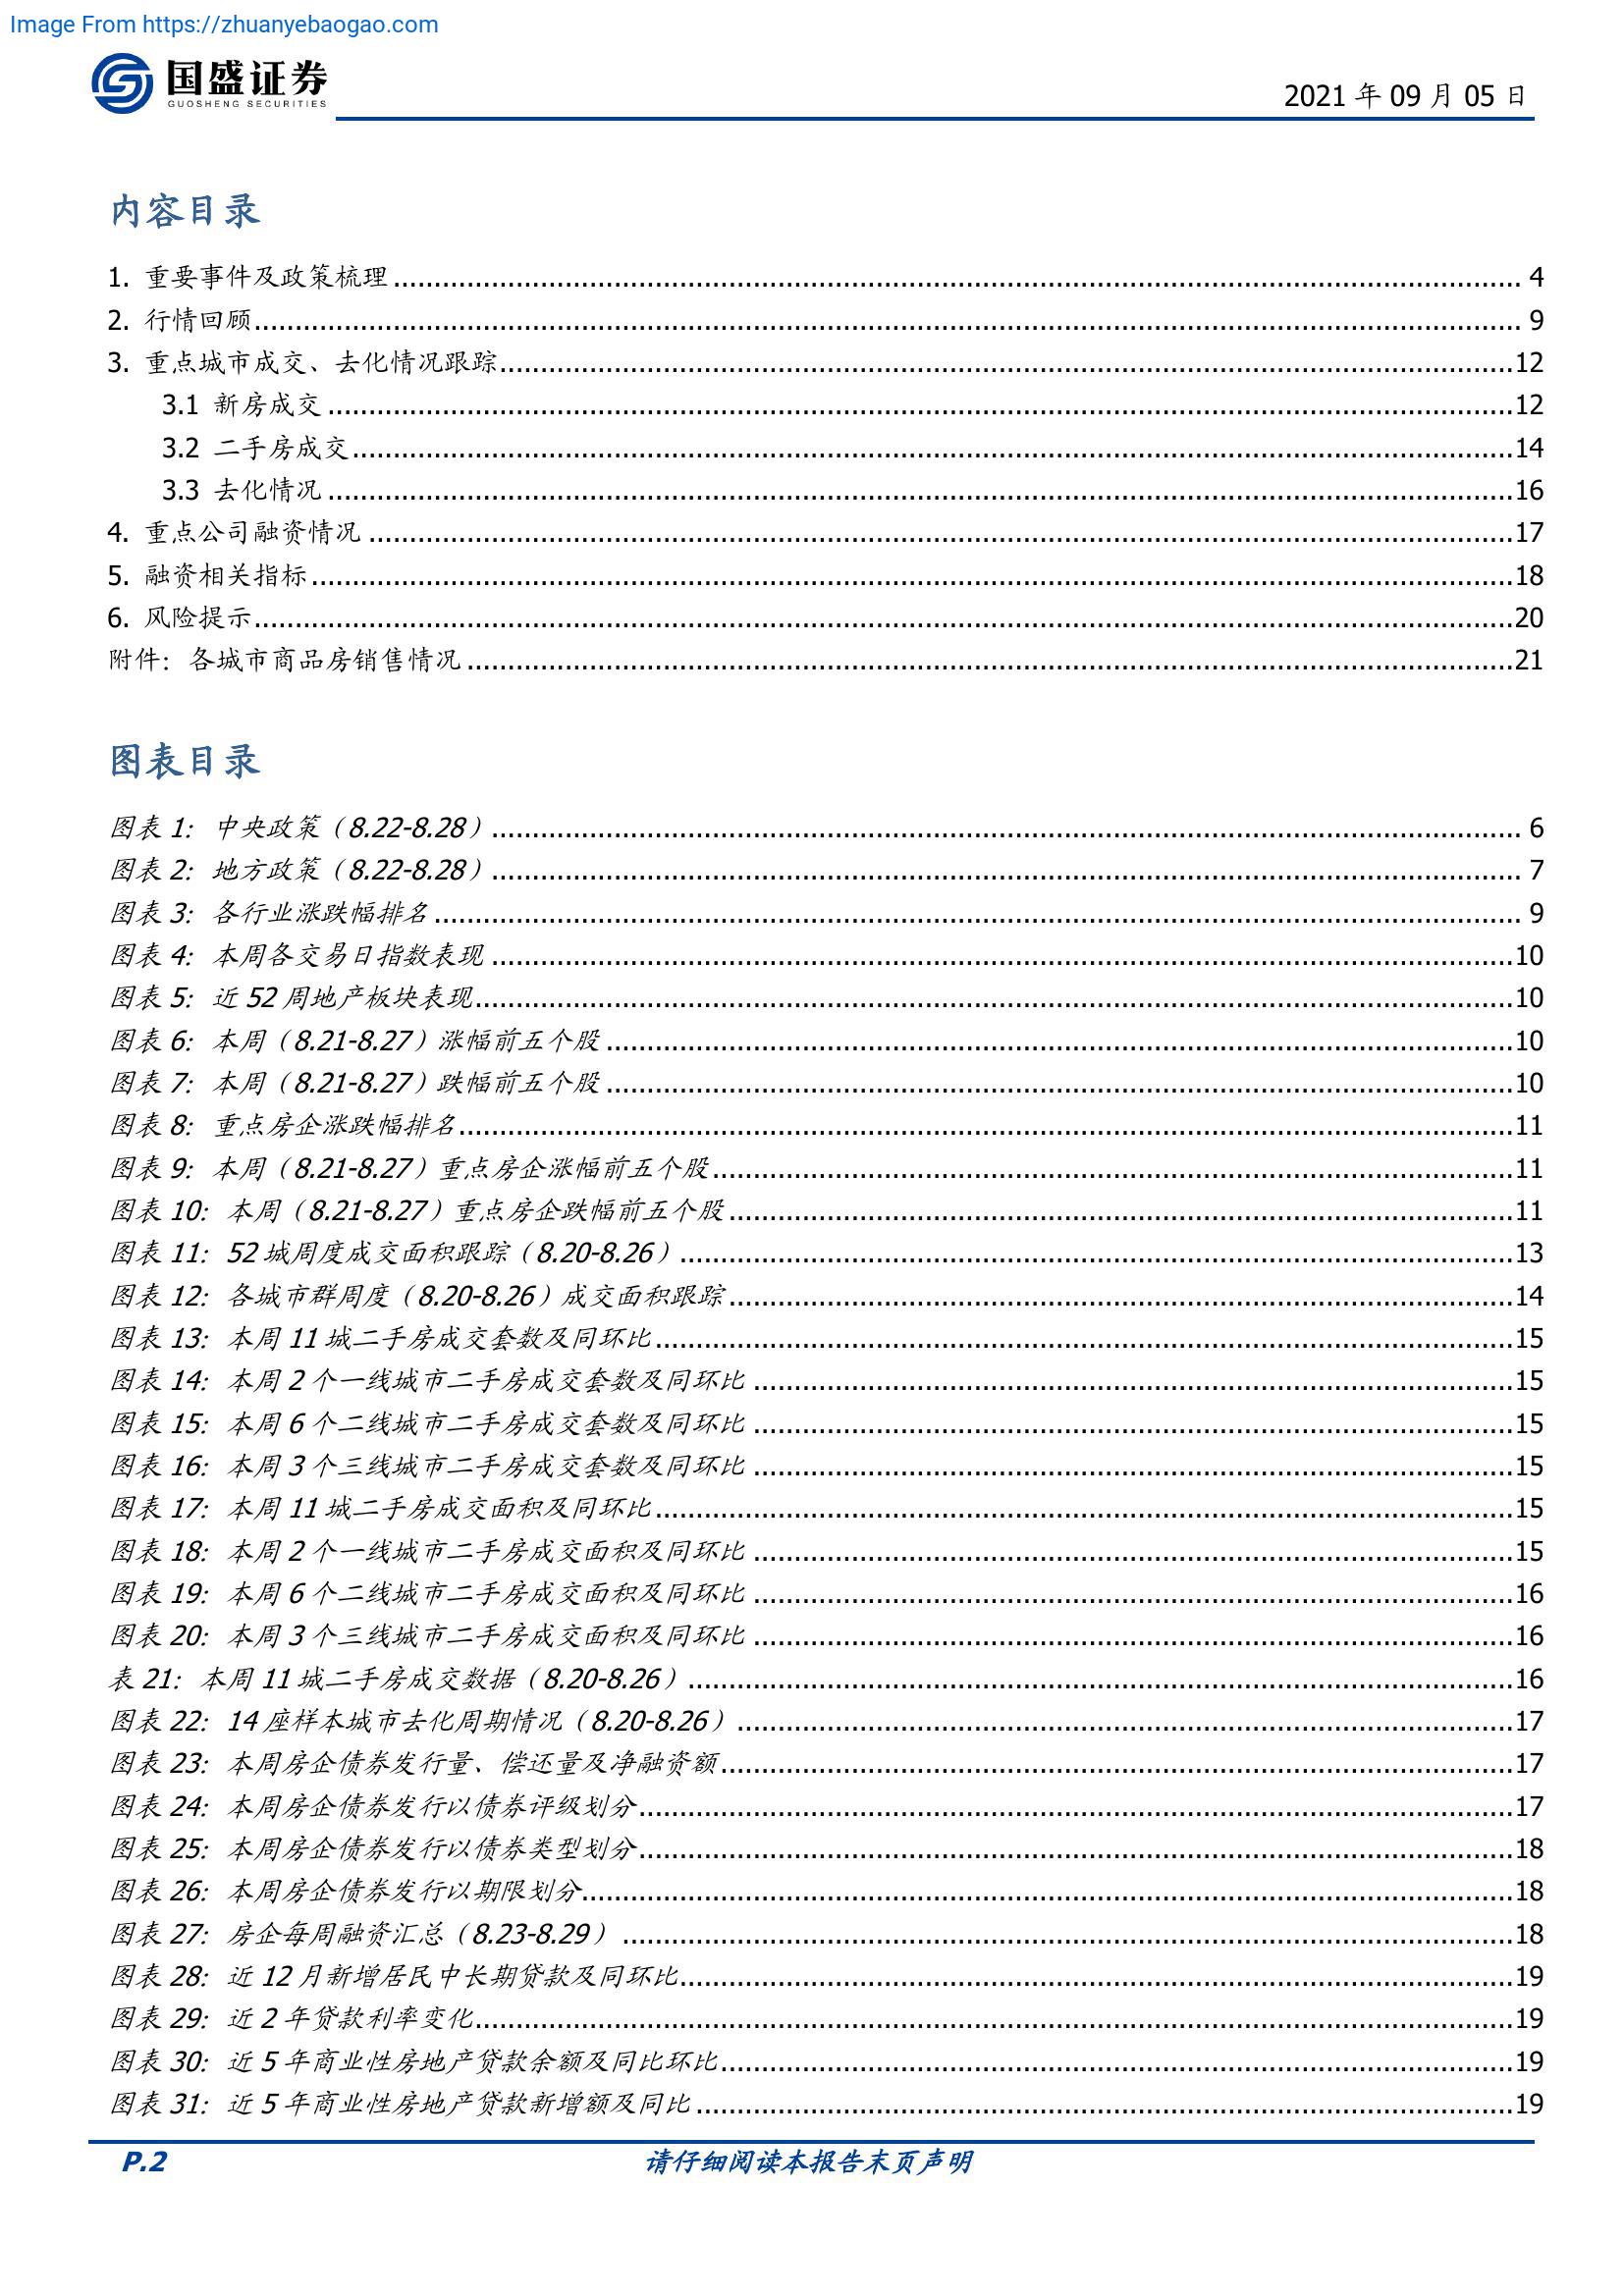 Image From https://zhuanyebaogao.com
国盛证券
GUOSHENG SECURITIES
2021 年 09 月 05 日
内容目录
1. 重要事件及政策梳理 ........ 4
2. 行情回顾 ........ 9
3. 重点城市成交、去化情况跟踪 ........ 12
3.1 新房成交 ........ 12
3.2 二手房成交 ........ 14
3.3 去化情况 ........ 16
4. 重点公司融资情况 ........ 17
5. 融资相关指标 ........ 18
6. 风险提示 ........ 20
附件：各城市商品房销售情况 ........ 21
图表目录
图表 1：中央政策（8.22-8.28） ........ 6
图表 2：地方政策（8.22-8.28） ........ 7
图表 3：各行业涨跌幅排名 ........ 9
图表 4：本周各交易日指数表现 ........ 10
图表 5：近 52 周地产板块表现 ........ 10
图表 6：本周（8.21-8.27）涨幅前五个股 ........ 10
图表 7：本周（8.21-8.27）跌幅前五个股 ........ 10
图表 8：重点房企涨跌幅排名 ........ 11
图表 9：本周（8.21-8.27）重点房企涨幅前五个股 ........ 11
图表 10：本周（8.21-8.27）重点房企跌幅前五个股 ........ 11
图表 11：52 城周度成交面积跟踪（8.20-8.26） ........ 13
图表 12：各城市群周度（8.20-8.26）成交面积跟踪 ........ 14
图表 13：本周 11 城二手房成交套数及同环比 ........ 15
图表 14：本周 2 个一线城市二手房成交套数及同环比 ........ 15
图表 15：本周 6 个二线城市二手房成交套数及同环比 ........ 15
图表 16：本周 3 个三线城市二手房成交套数及同环比 ........ 15
图表 17：本周 11 城二手房成交面积及同环比 ........ 15
图表 18：本周 2 个一线城市二手房成交面积及同环比 ........ 15
图表 19：本周 6 个二线城市二手房成交面积及同环比 ........ 16
图表 20：本周 3 个三线城市二手房成交面积及同环比 ........ 16
表 21：本周 11 城二手房成交数据（8.20-8.26） ........ 16
图表 22：14 座样本城市去化周期情况（8.20-8.26） ........ 17
图表 23：本周房企债券发行量、偿还量及净融资额 ........ 17
图表 24：本周房企债券发行以债券评级划分 ........ 17
图表 25：本周房企债券发行以债券类型划分 ........ 18
图表 26：本周房企债券发行以期限划分 ........ 18
图表 27：房企每周融资汇总（8.23-8.29） ........ 18
图表 28：近 12 月新增居民中长期贷款及同环比 ........ 19
图表 29：近 2 年贷款利率变化 ........ 19
图表 30：近 5 年商业性房地产贷款余额及同比环比 ........ 19
图表 31：近 5 年商业性房地产贷款新增额及同比 ........ 19
P.2
请仔细阅读本报告末页声明